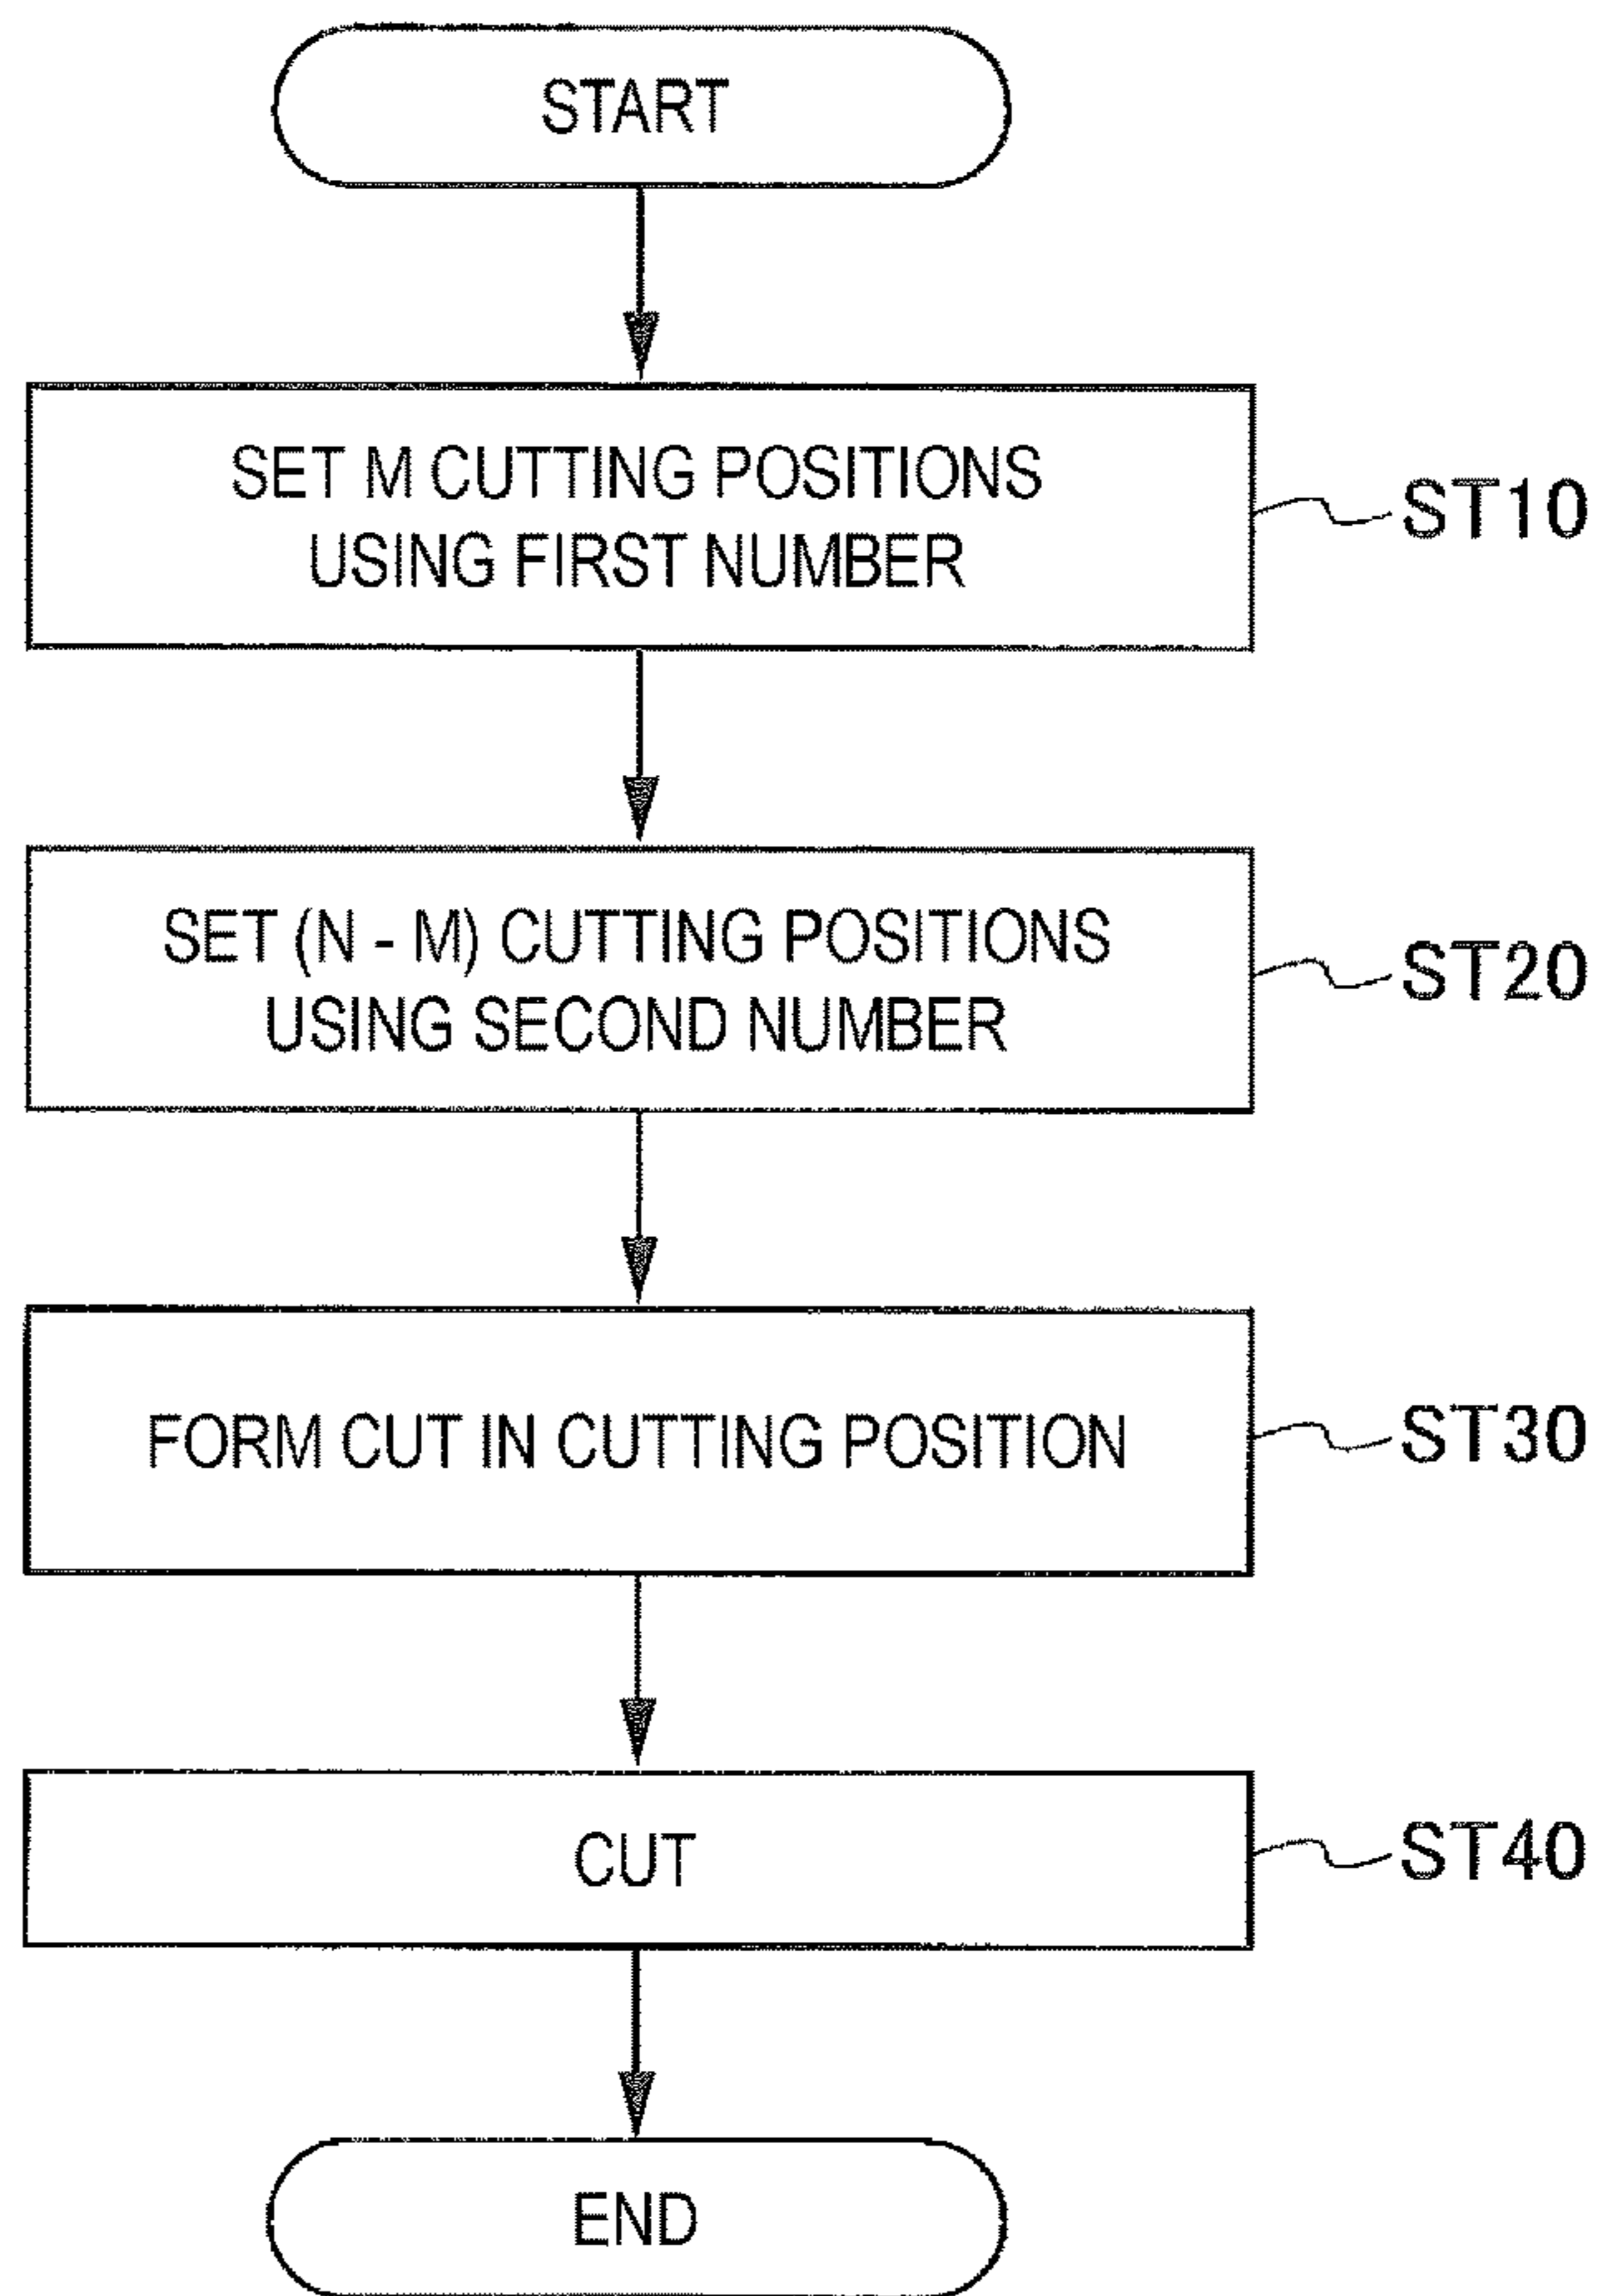 START
SET M CUTTING POSITIONS
USING FIRST NUMBER
ST10
SET (N - M) CUTTING POSITIONS
USING SECOND NUMBER
ST20
FORM CUT IN CUTTING POSITION
ST30
CUT
ST40
END